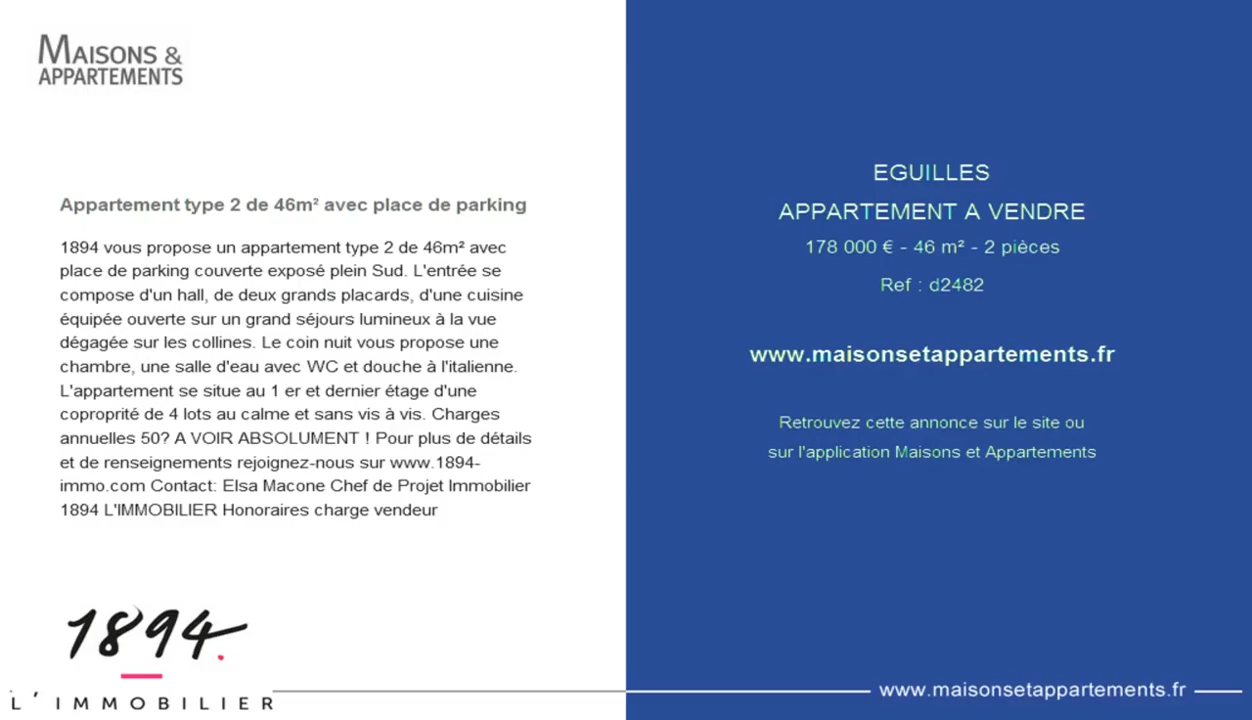 MAISONS &
APPARTEMENTS
Appartement type 2 de 46m² avec place de parking
1894 vous propose un appartement type 2 de 46m² avec
place de parking couverte exposé plein Sud. L'entrée se
compose d'un hall, de deux grands placards, d'une cuisine
équipée ouverte sur un grand séjours lumineux à la vue
dégagée sur les collines. Le coin nuit vous propose une
chambre, une salle d'eau avec WC et douche à l'italienne.
L'appartement se situe au 1 er et dernier étage d'une
coproprité de 4 lots au calme et sans vis à vis. Charges
annuelles 50? A VOIR ABSOLUMENT ! Pour plus de détails
et de renseignements rejoignez-nous sur www.1894-
immo.com Contact: Elsa Macone Chef de Projet Immobilier
1894 L'IMMOBILIER Honoraires charge vendeur
1894.
L'IMMOBILIER
EGUILLES
APPARTEMENT A VENDRE
178 000 € - 46 m² - 2 pièces
Ref : d2482
www.maisonsetappartements.fr
Retrouvez cette annonce sur le site ou
sur l'application Maisons et Appartements
www.maisonsetappartements.fr